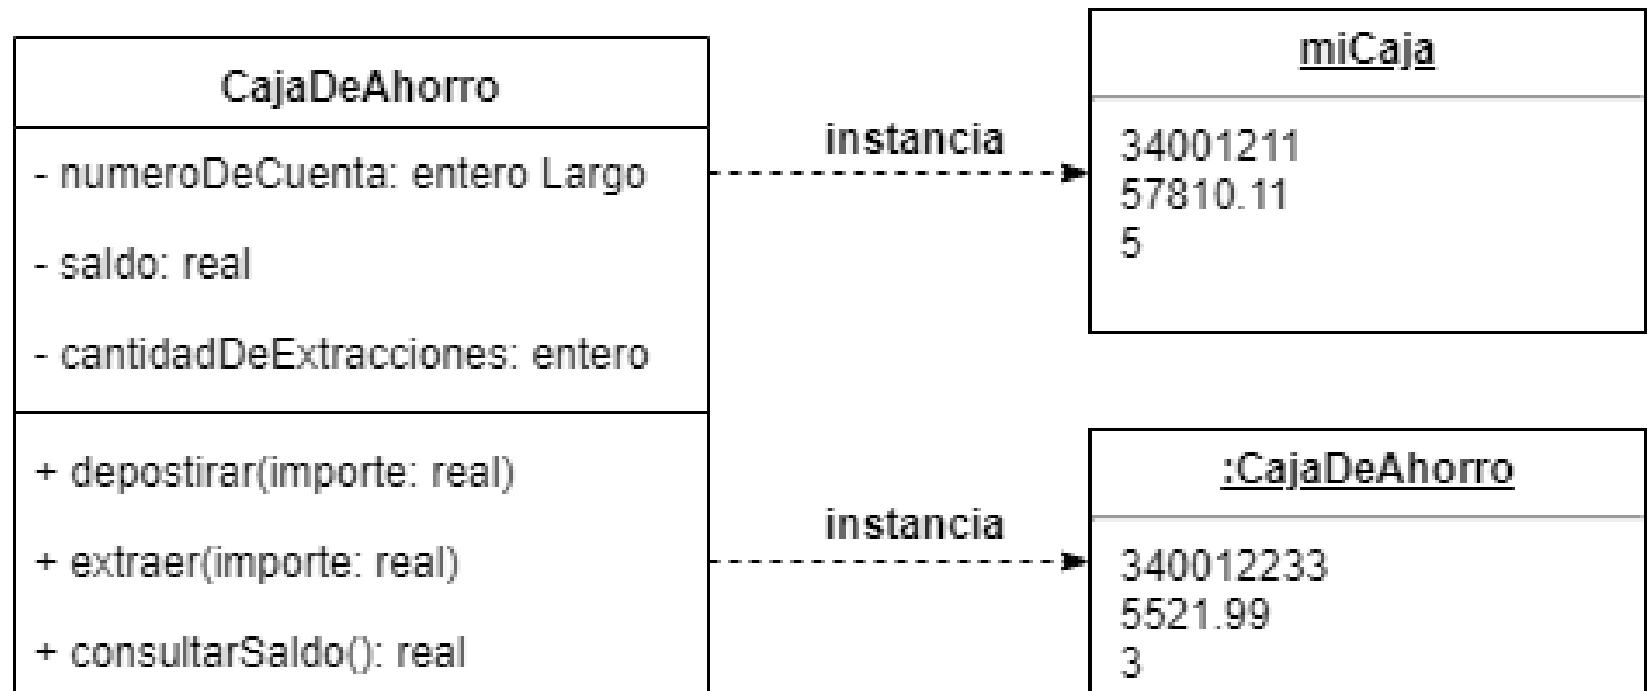 CajaDeAhorro
- numeroDeCuenta: entero Largo
- saldo: real
- cantidadDeExtracciones: entero
+ depostirar(importe: real)
+ extraer(importe: real)
+ consultarSaldo(): real
instancia
instancia
miCaja
34001211
57810.11
5
:CajaDeAhorro
340012233
5521.99
3